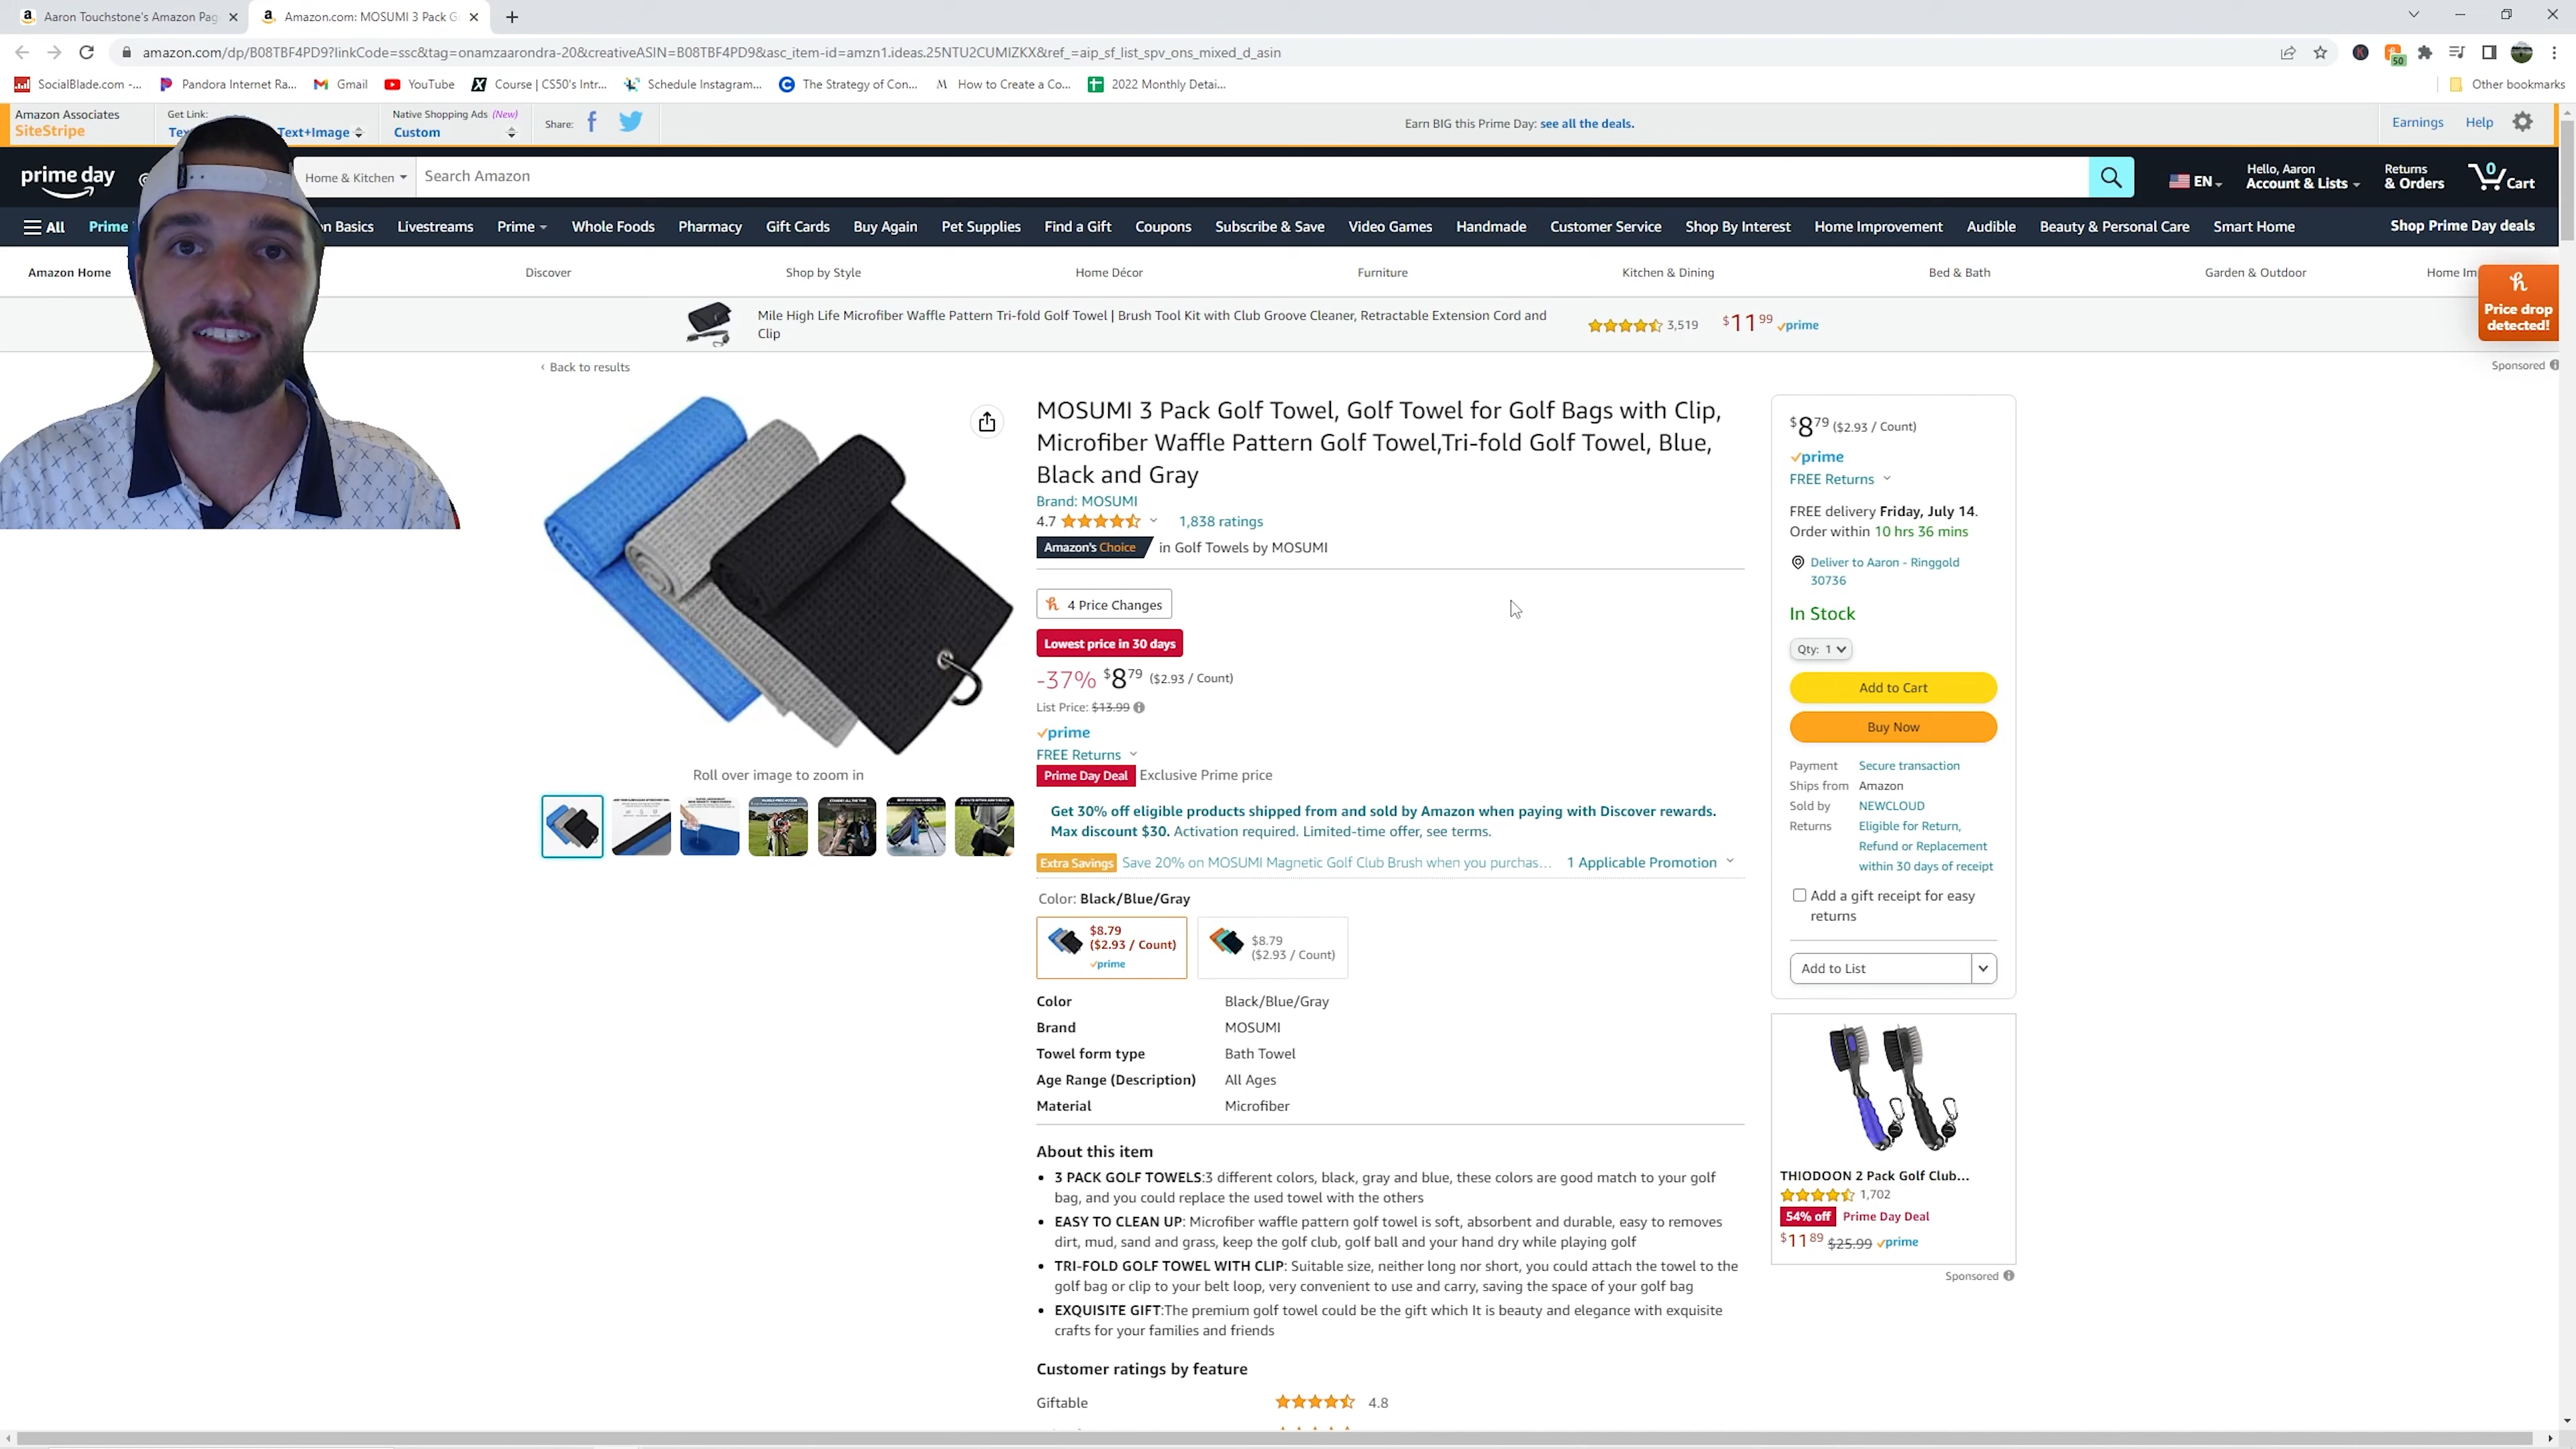 Aaron Touchstone's Amazon Pag
Amazon.com: MOSUMI 3 Pack G
amazon.com/dp/B08TBF4PD9?linkCode=ssc&tag=onamzaarondra-20&creativeASIN=B08TBF4PD9&asc_item-id=amzn1.ideas.25NTU2CUMIZKX&ref_=aip_sf_list_spv_ons_mixed_d_asin
50
SocialBlade.com -... Pandora Internet Ra... Gmail YouTube Course | CS50's Intr... Schedule Instagram... The Strategy of Con... How to Create a Co... 2022 Monthly Detai... Other bookmarks
Amazon Associates
SiteStripe
Get Link:
Text+Image
Native Shopping Ads (New)
Custom
Share:
Earn BIG this Prime Day: see all the deals.
Earnings Help
prime day
Home & Kitchen
Search Amazon
EN
Hello, Aaron
Account & Lists
Returns
& Orders
0
Cart
All Prime n Basics Livestreams Prime Whole Foods Pharmacy Gift Cards Buy Again Pet Supplies Find a Gift Coupons Subscribe & Save Video Games Handmade Customer Service Shop By Interest Home Improvement Audible Beauty & Personal Care Smart Home Shop Prime Day deals
Amazon Home Discover Shop by Style Home Décor Furniture Kitchen & Dining Bed & Bath Garden & Outdoor Home Im
Price drop
detected!
Mile High Life Microfiber Waffle Pattern Tri-fold Golf Towel | Brush Tool Kit with Club Groove Cleaner, Retractable Extension Cord and
Clip
3,519 $11.99 prime
Sponsored
‹ Back to results
MOSUMI 3 Pack Golf Towel, Golf Towel for Golf Bags with Clip,
Microfiber Waffle Pattern Golf Towel,Tri-fold Golf Towel, Blue,
Black and Gray
Brand: MOSUMI
4.7 1,838 ratings
Amazon's Choice in Golf Towels by MOSUMI
4 Price Changes
Lowest price in 30 days
-37% $8 79 ($2.93 / Count)
List Price: $13.99
prime
FREE Returns
Prime Day Deal Exclusive Prime price
Get 30% off eligible products shipped from and sold by Amazon when paying with Discover rewards.
Max discount $30. Activation required. Limited-time offer, see terms.
Extra Savings Save 20% on MOSUMI Magnetic Golf Club Brush when you purchas... 1 Applicable Promotion
Roll over image to zoom in
Color: Black/Blue/Gray
$8.79
($2.93 / Count)
prime
$8.79
($2.93 / Count)
Color Black/Blue/Gray
Brand MOSUMI
Towel form type Bath Towel
Age Range (Description) All Ages
Material Microfiber
About this item
• 3 PACK GOLF TOWELS:3 different colors, black, gray and blue, these colors are good match to your golf
bag, and you could replace the used towel with the others
• EASY TO CLEAN UP: Microfiber waffle pattern golf towel is soft, absorbent and durable, easy to removes
dirt, mud, sand and grass, keep the golf club, golf ball and your hand dry while playing golf
• TRI-FOLD GOLF TOWEL WITH CLIP: Suitable size, neither long nor short, you could attach the towel to the
golf bag or clip to your belt loop, very convenient to use and carry, saving the space of your golf bag
• EXQUISITE GIFT:The premium golf towel could be the gift which It is beauty and elegance with exquisite
crafts for your families and friends
Customer ratings by feature
Giftable 4.8
$8 79 ($2.93 / Count)
prime
FREE Returns
FREE delivery Friday, July 14.
Order within 10 hrs 36 mins
Deliver to Aaron - Ringgold
30736
In Stock
Qty: 1
Add to Cart
Buy Now
Payment Secure transaction
Ships from Amazon
Sold by NEWCLOUD
Returns Eligible for Return,
Refund or Replacement
within 30 days of receipt
Add a gift receipt for easy
returns
Add to List
THIODOON 2 Pack Golf Club...
1,702
54% off Prime Day Deal
$11 89 $25.99 prime
Sponsored